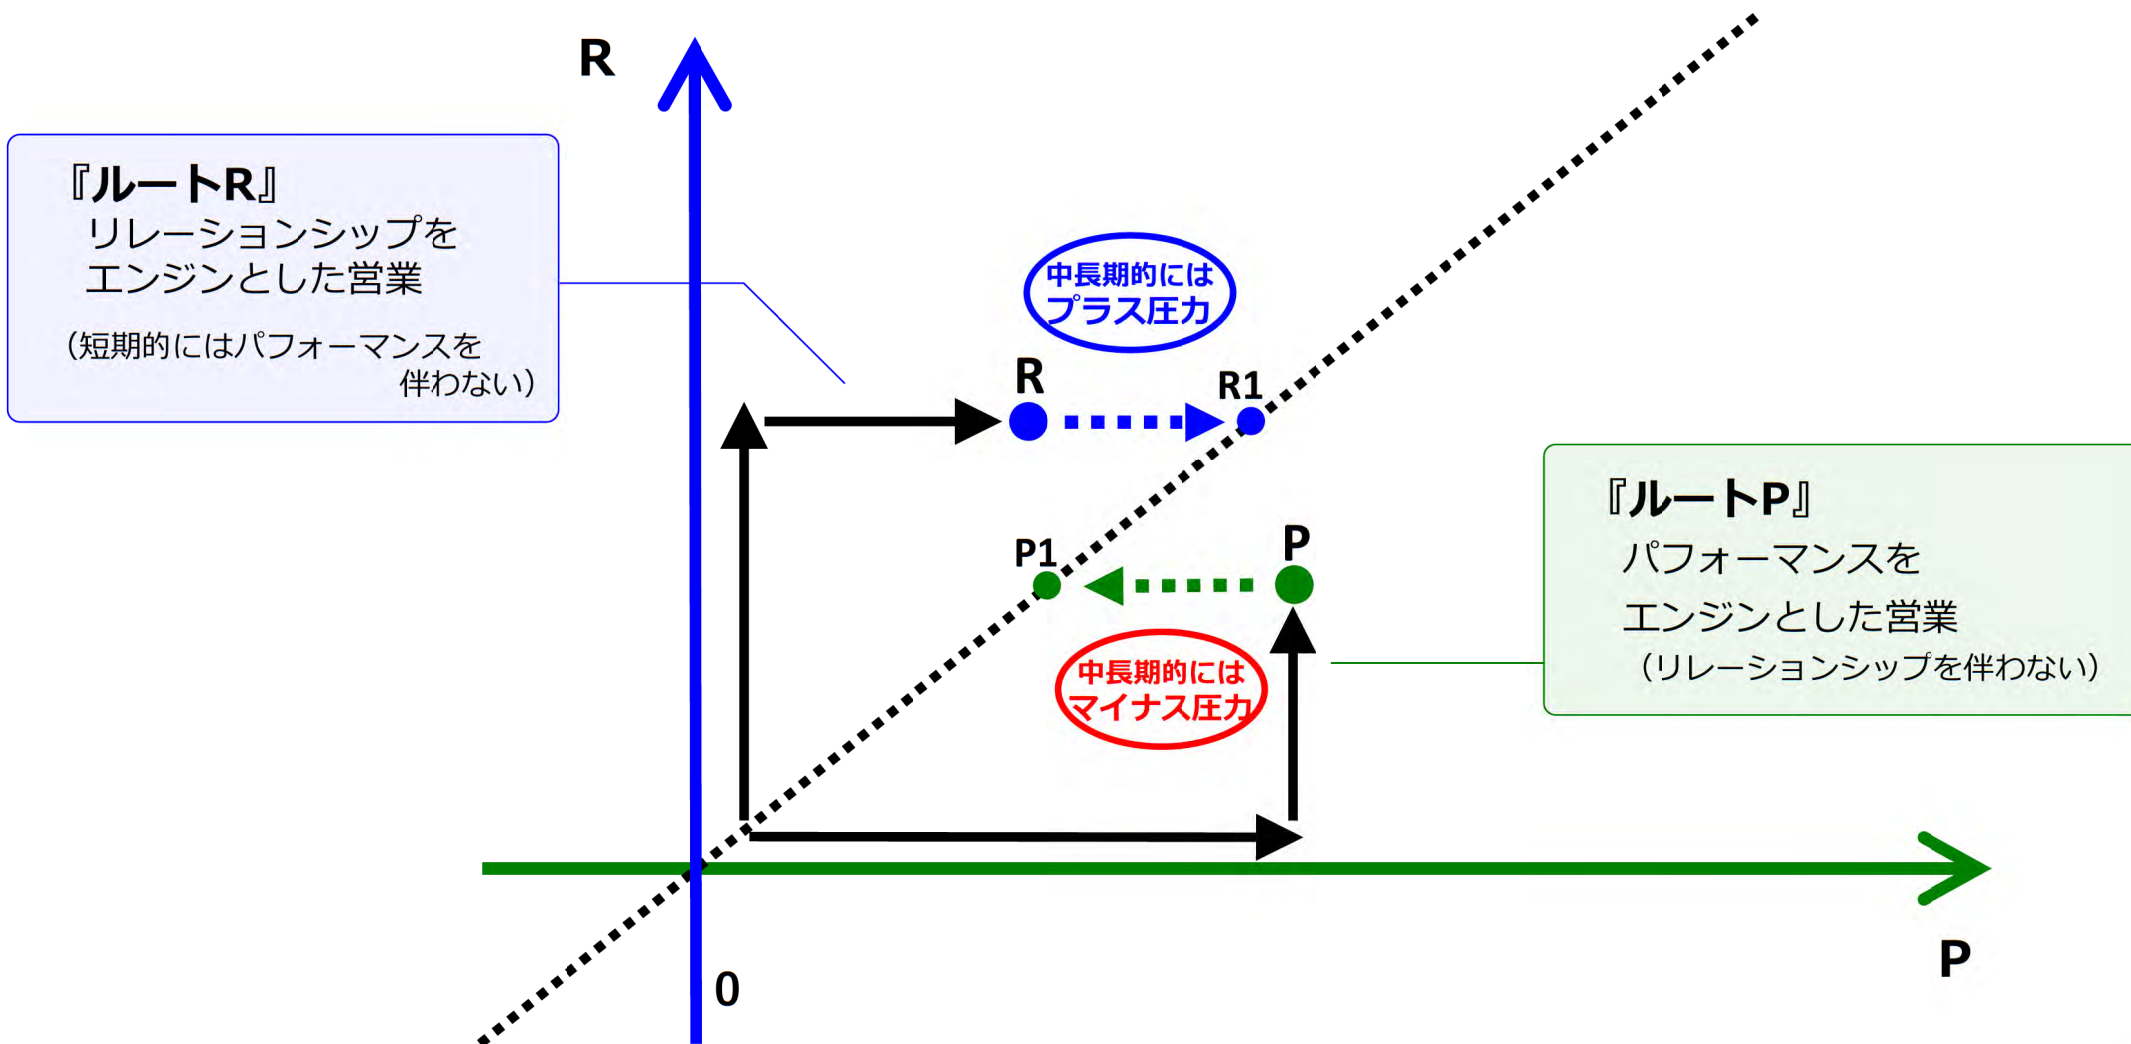 R
『ルートR』
リレーションシップを
エンジンとした営業
（短期的にはパフォーマンスを
伴わない）
中長期的には
プラス圧力
R
R1
P1
P
中長期的には
マイナス圧力
『ルートP』
パフォーマンスを
エンジンとした営業
（リレーションシップを伴わない）
P
0